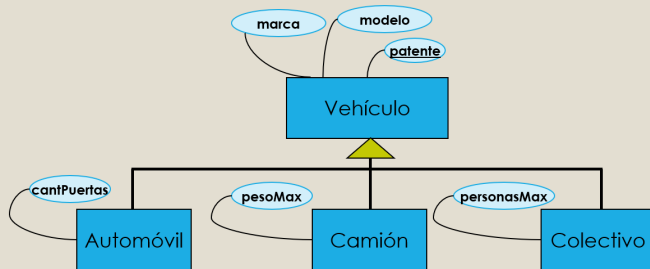 marca
modelo
patente
Vehículo
cantPuertas
pesoMax
personasMax
Automóvil
Camión
Colectivo